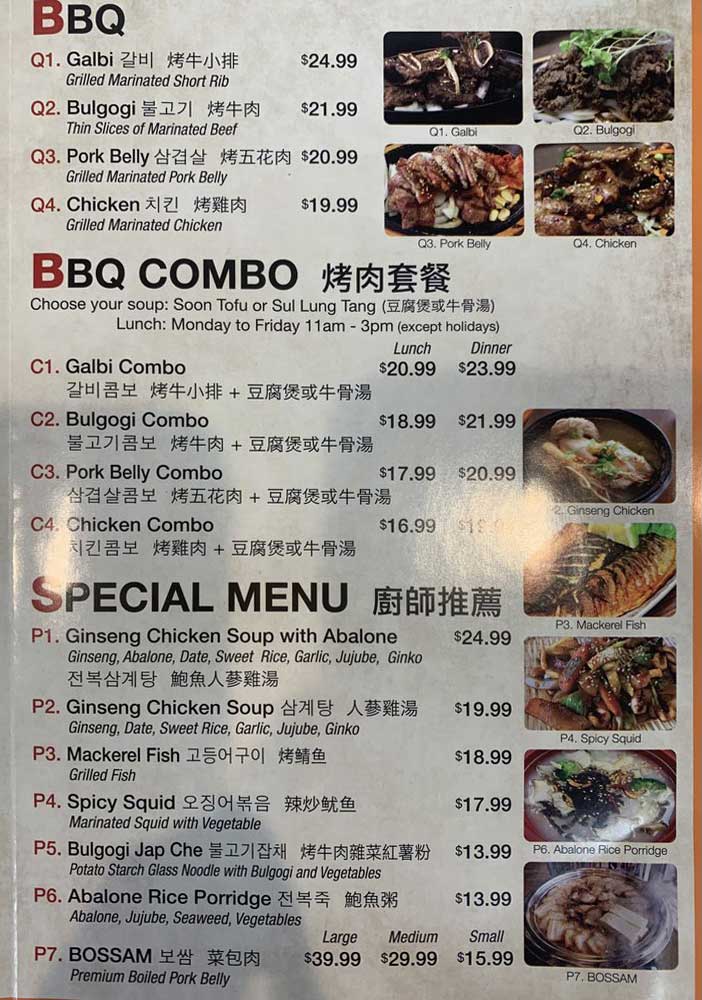 BBQ
Q1. Galbi 갈비 烤牛小排 $24.99
Grilled Marinated Short Rib
Q2. Bulgogi 불고기 烤牛肉 $21.99
Thin Slices of Marinated Beef
Q3. Pork Belly 삼겹살 烤五花肉 $20.99
Grilled Marinated Pork Belly
Q4. Chicken 치킨 烤雞肉 $19.99
Grilled Marinated Chicken
Q1. Galbi
Q2. Bulgogi
Q3. Pork Belly
Q4. Chicken
BBQ COMBO 烤肉套餐
Choose your soup: Soon Tofu or Sul Lung Tang (豆腐煲或牛骨湯)
Lunch: Monday to Friday 11am - 3pm (except holidays)
Lunch Dinner
C1. Galbi Combo $20.99 $23.99
갈비콤보 烤牛小排 + 豆腐煲或牛骨湯
C2. Bulgogi Combo $18.99 $21.99
불고기콤보 烤牛肉 + 豆腐煲或牛骨湯
C3. Pork Belly Combo $17.99 $20.99
삼겹살콤보 烤五花肉 + 豆腐煲或牛骨湯
C4. Chicken Combo $16.99
치킨콤보 烤雞肉 + 豆腐煲或牛骨湯
SPECIAL MENU 廚師推薦
P1. Ginseng Chicken Soup with Abalone $24.99
Ginseng, Abalone, Date, Sweet Rice, Garlic, Jujube, Ginko
전복삼계탕 鮑魚人蔘雞湯
P2. Ginseng Chicken Soup 삼계탕 人蔘雞湯 $19.99
Ginseng, Date, Sweet Rice, Garlic, Jujube, Ginko
P3. Mackerel Fish 고등어구이 烤鯖鱼 $18.99
Grilled Fish
P4. Spicy Squid 오징어볶음 辣炒鱿鱼 $17.99
Marinated Squid with Vegetable
P5. Bulgogi Jap Che 불고기잡채 烤牛肉雜菜紅薯粉 $13.99
Potato Starch Glass Noodle with Bulgogi and Vegetables
P6. Abalone Rice Porridge 전복죽 鮑魚粥 $13.99
Abalone, Jujube, Seaweed, Vegetables
Large Medium Small
P7. BOSSAM 보쌈 菜包肉 $39.99 $29.99 $15.99
Premium Boiled Pork Belly
2. Ginseng Chicken
P3. Mackerel Fish
P4. Spicy Squid
P6. Abalone Rice Porridge
P7. BOSSAM